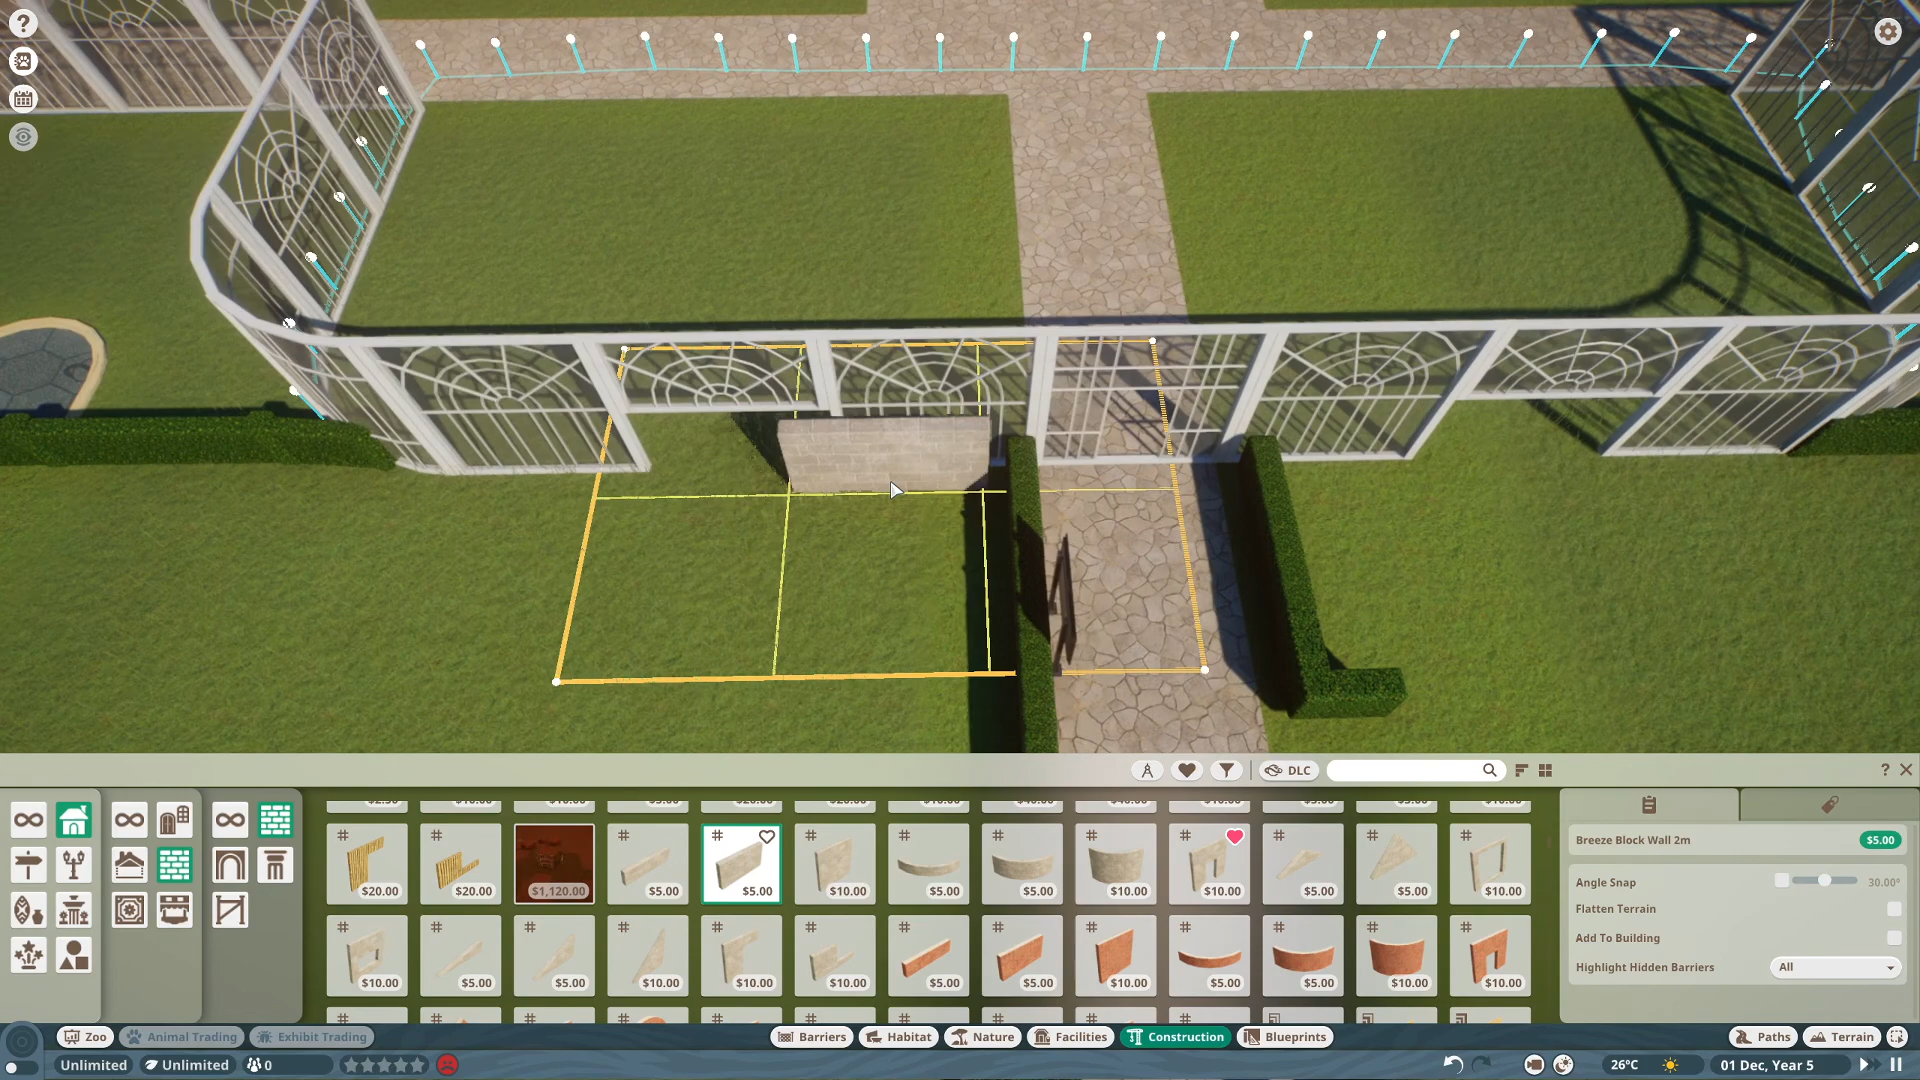 ?
DLC
?
$20.00 $20.00 $1,120.00 $5.00 $5.00 $10.00 $5.00 $5.00 $10.00 $10.00 $5.00 $5.00 $10.00
$10.00 $5.00 $5.00 $10.00 $10.00 $10.00 $5.00 $5.00 $10.00 $5.00 $5.00 $10.00 $10.00
Breeze Block Wall 2m $5.00
Angle Snap 30.00°
Flatten Terrain
Add To Building
Highlight Hidden Barriers All
Zoo Animal Trading Exhibit Trading Barriers Habitat Nature Facilities Construction Blueprints Paths Terrain
Unlimited Unlimited 0 26°C 01 Dec, Year 5